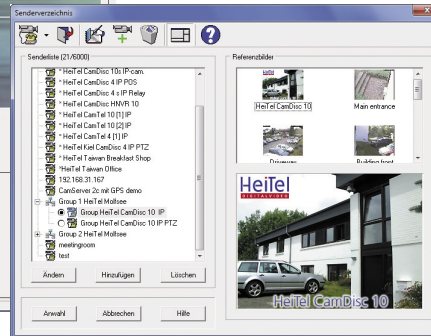 Senderverzeichnis
Senderliste (21/6000)
* HeiTel CamDisc 10s IP-cam.
* HeiTel CamDisc 4 IP POS
* HeiTel CamDisc 4 s IP Relay
* HeiTel CamDisc HNVR 10
* HeiTel CamTel 10 [1] IP
* HeiTel CamTel 10 [2] IP
* HeiTel CamTel 4 [1] IP
* HeiTel Kiel CamDisc 4 IP PTZ
* HeiTel Taiwan Breakfast Shop
*HeiTel Taiwan Office
192.168.31.167
CamServer 2c mit GPS demo
Group 1 HeiTel Mollsee
Group HeiTel CamDisc 10 IP
Group HeiTel CamDisc 10 IP PTZ
Group 2 HeiTel Mollsee
meetingroom
test
Ändern
Hinzufügen
Löschen
Anwahl
Abbrechen
Hilfe
Referenzbilder
HeiTel CamDisc 10
Main entrance
Driveway
Building front
HeiTel
DIGITAL VIDEO
HeiTel CamDisc 10